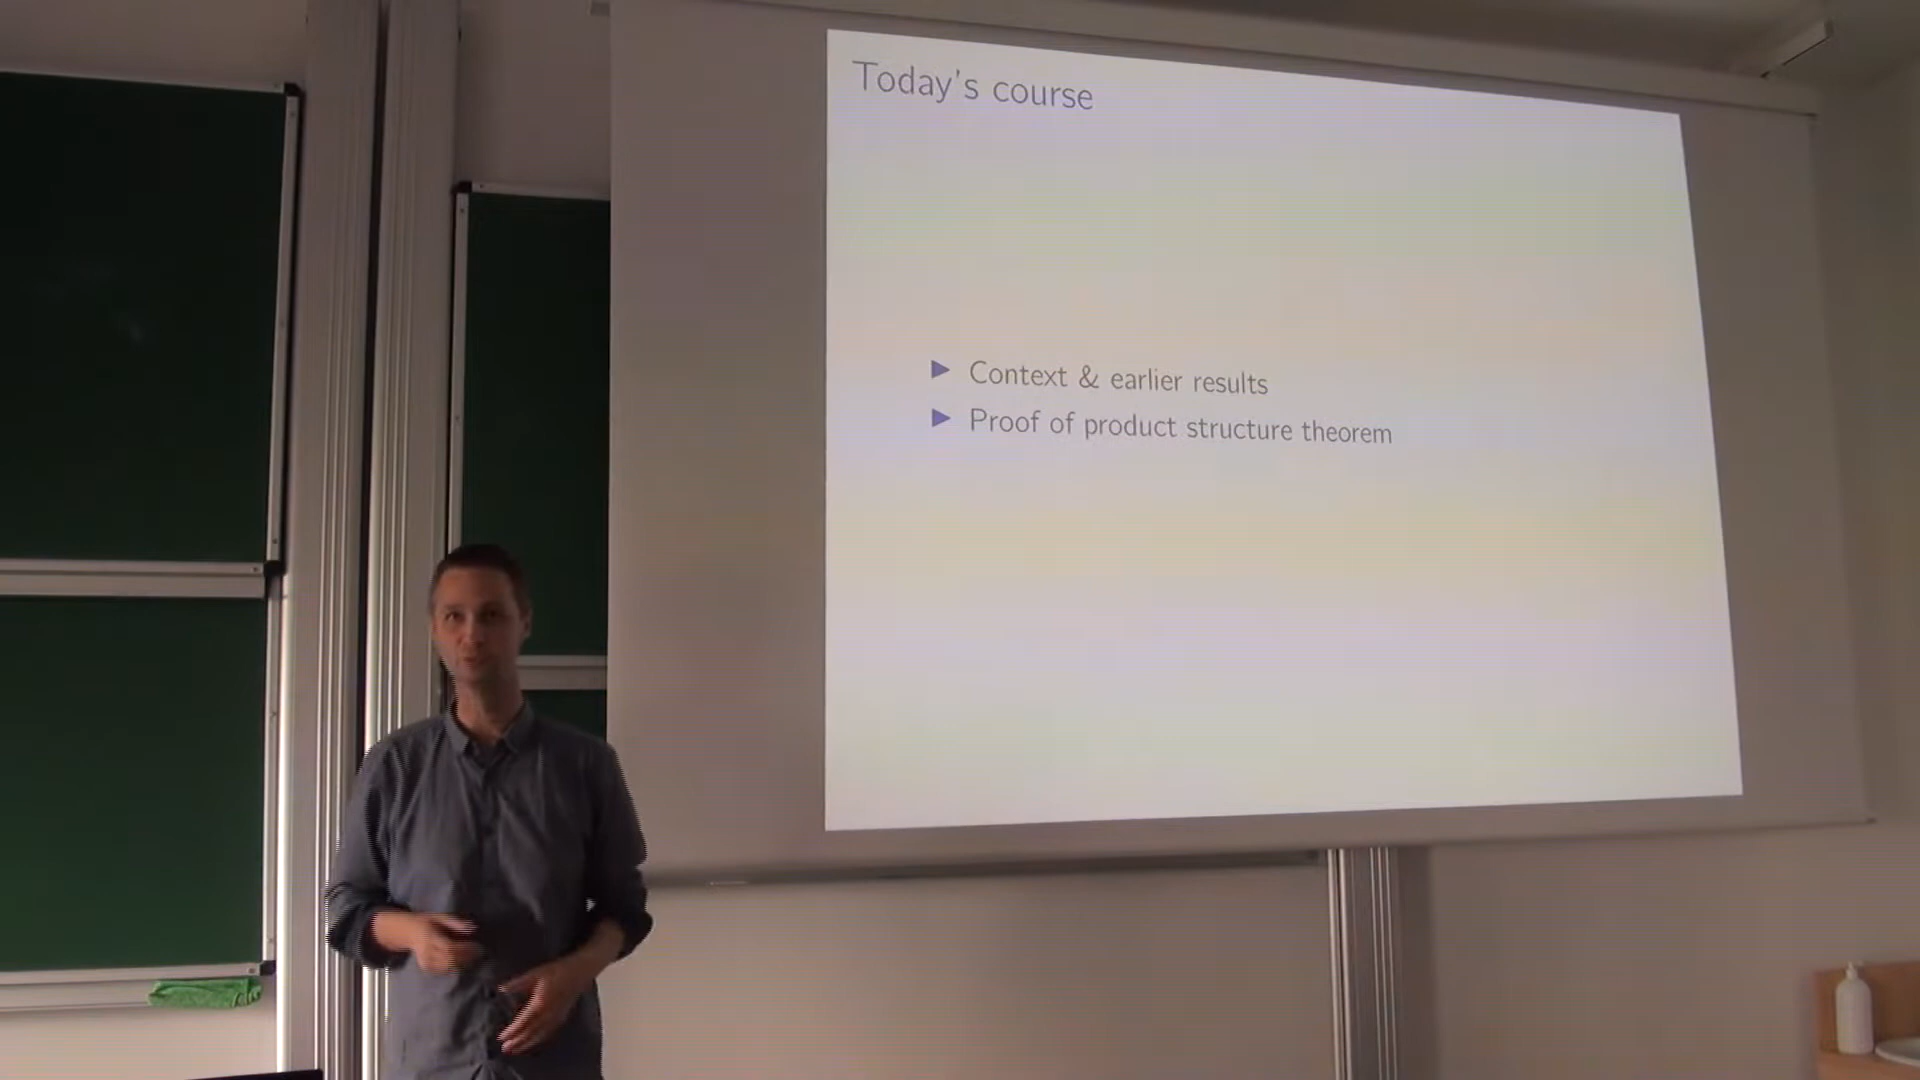 Today's course
Context & earlier results
Proof of product structure theorem